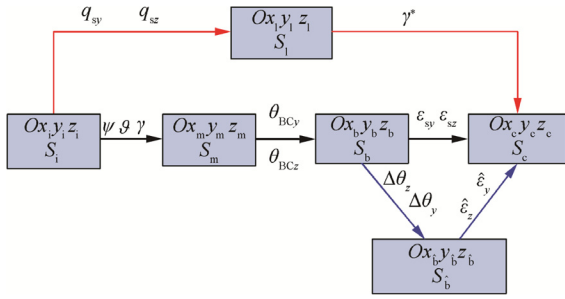 q_sy q_sz
Ox_l y_l z_l
S_l
γ*
Ox_i y_i z_i
S_i
ψ ϑ γ
Ox_m y_m z_m
S_m
θ_BCy
θ_BCz
Ox_b y_b z_b
S_b
ε_sy ε_sz
Ox_c y_c z_c
S_c
Δθ_z
Δθ_y
ε̂_y
ε̂_z
Ox_b̂ y_b̂ z_b̂
S_b̂